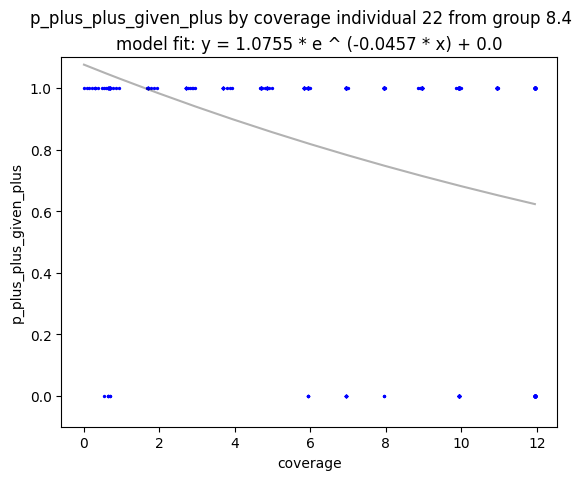 p_plus_plus_given_plus by coverage individual 22 from group 8.4
model fit: y = 1.0755 * e ^ (-0.0457 * x) + 0.0
1.0
0.8
0.6
0.4
0.2
0.0
p_plus_plus_given_plus
0 2 4 6 8 10 12
coverage